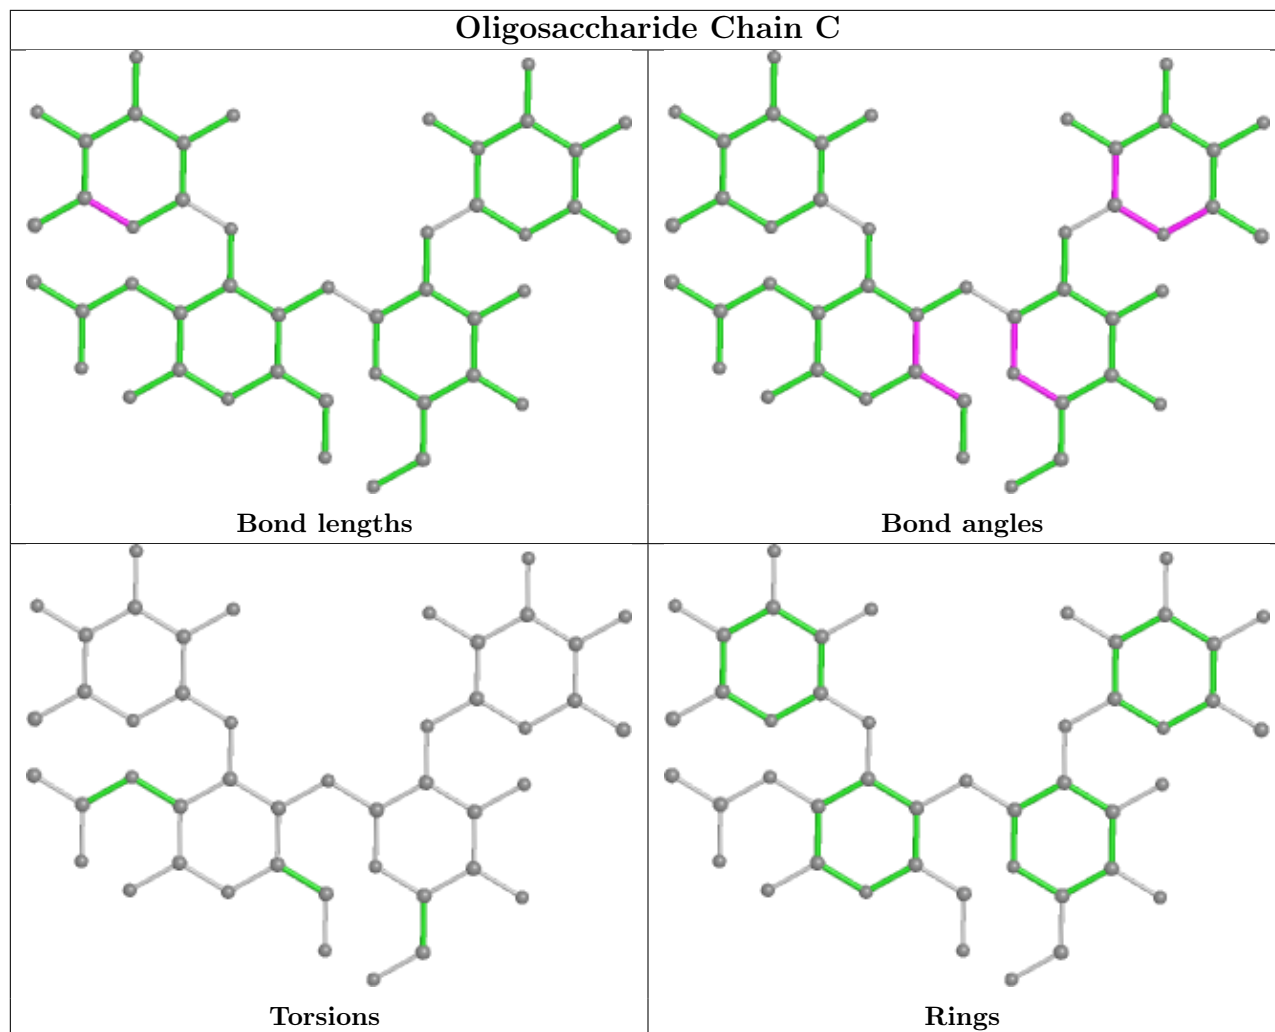 Oligosaccharide Chain C
Bond lengths
Bond angles
Torsions
Rings